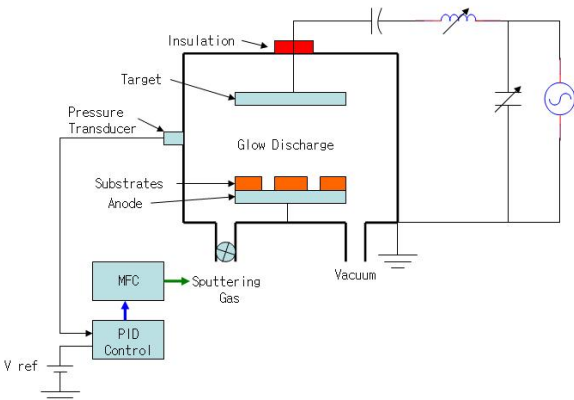 Insulation
Target
Pressure
Transducer
Glow Discharge
Substrates
Anode
MFC
Sputtering
Gas
Vacuum
PID
Control
V ref